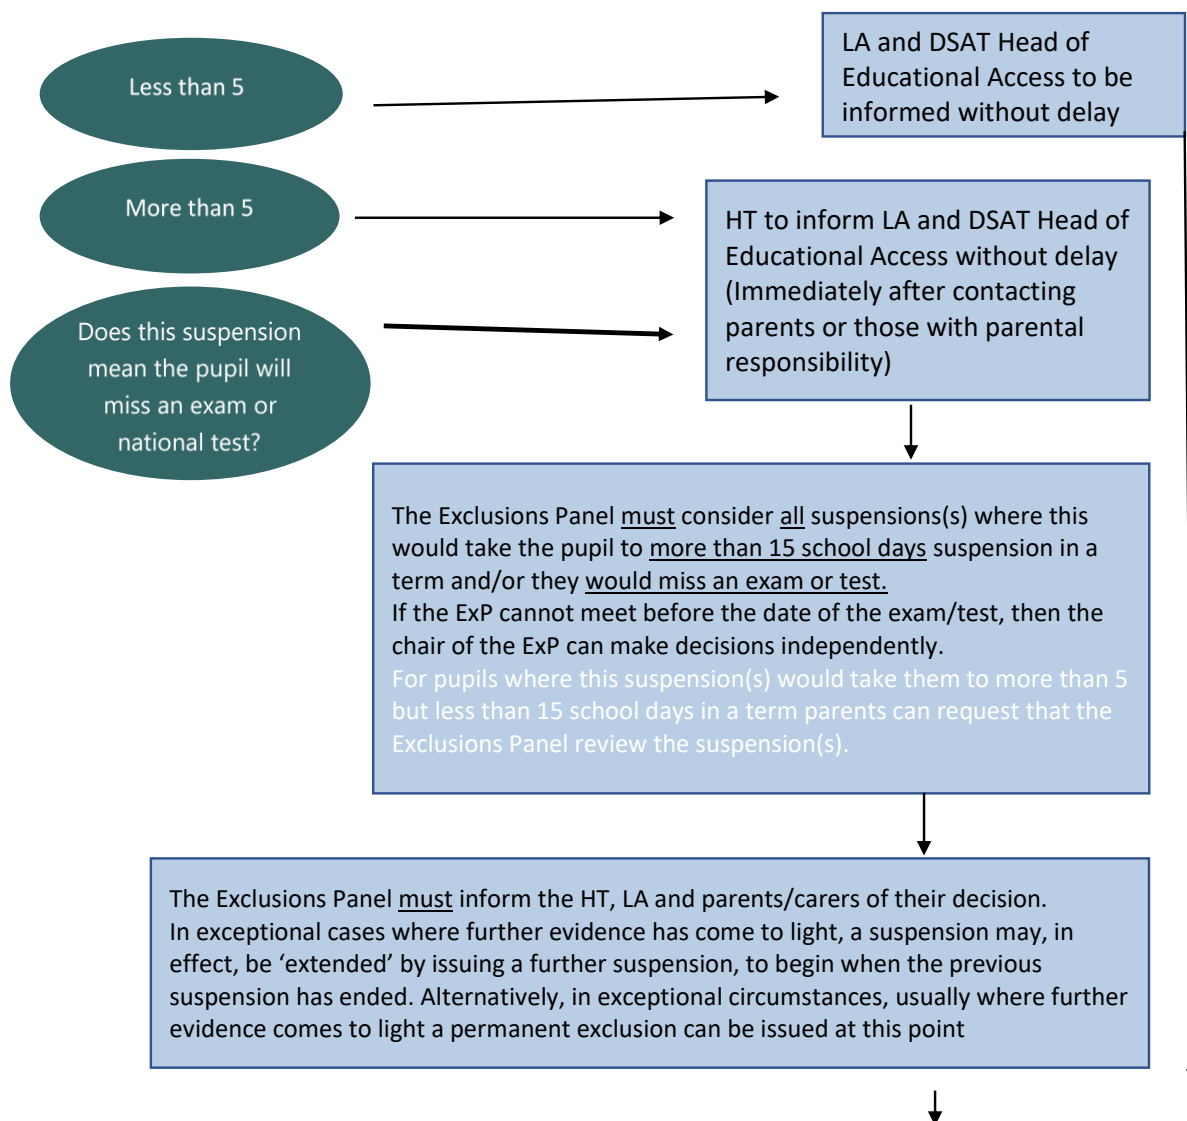 Less than 5
LA and DSAT Head of
Educational Access to be
informed without delay
More than 5
HT to inform LA and DSAT Head of
Educational Access without delay
(Immediately after contacting
parents or those with parental
responsibility)
Does this suspension
mean the pupil will
miss an exam or
national test?
The Exclusions Panel must consider all suspensions(s) where this
would take the pupil to more than 15 school days suspension in a
term and/or they would miss an exam or test.
If the ExP cannot meet before the date of the exam/test, then the
chair of the ExP can make decisions independently.
For pupils where this suspension(s) would take them to more than 5
but less than 15 school days in a term parents can request that the
Exclusions Panel review the suspension(s).
The Exclusions Panel must inform the HT, LA and parents/carers of their decision.
In exceptional cases where further evidence has come to light, a suspension may, in
effect, be ‘extended’ by issuing a further suspension, to begin when the previous
suspension has ended. Alternatively, in exceptional circumstances, usually where further
evidence comes to light a permanent exclusion can be issued at this point